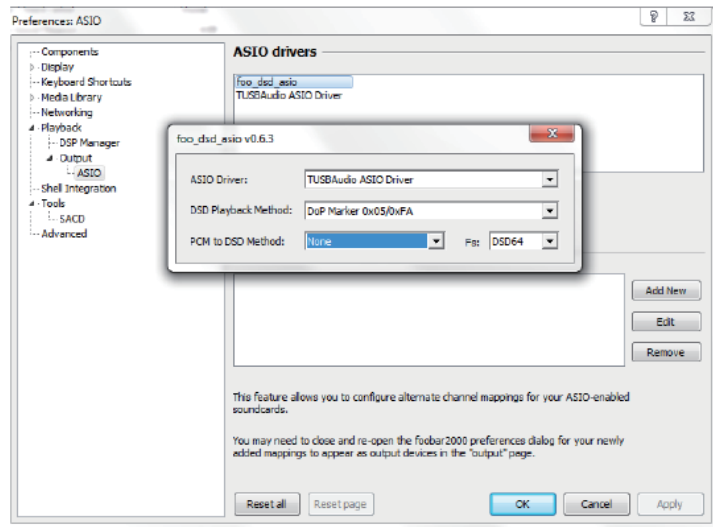 Preferences: ASIO
Components
Display
Keyboard Shortcuts
Media Library
Networking
Playback
DSP Manager
Output
ASIO
Shell Integration
Tools
SACD
Advanced
ASIO drivers
foo_dsd_asio
TUSBAudio ASIO Driver
foo_dsd_asio v0.6.3
ASIO Driver: TUSBAudio ASIO Driver
DSD Playback Method: DoP Marker 0x05/0xFA
PCM to DSD Method: None Fs: DSD64
Add New
Edit
Remove
This feature allows you to configure alternate channel mappings for your ASIO-enabled
soundcards.
You may need to close and re-open the foobar2000 preferences dialog for your newly
added mappings to appear as output devices in the "output" page.
Reset all Reset page OK Cancel Apply